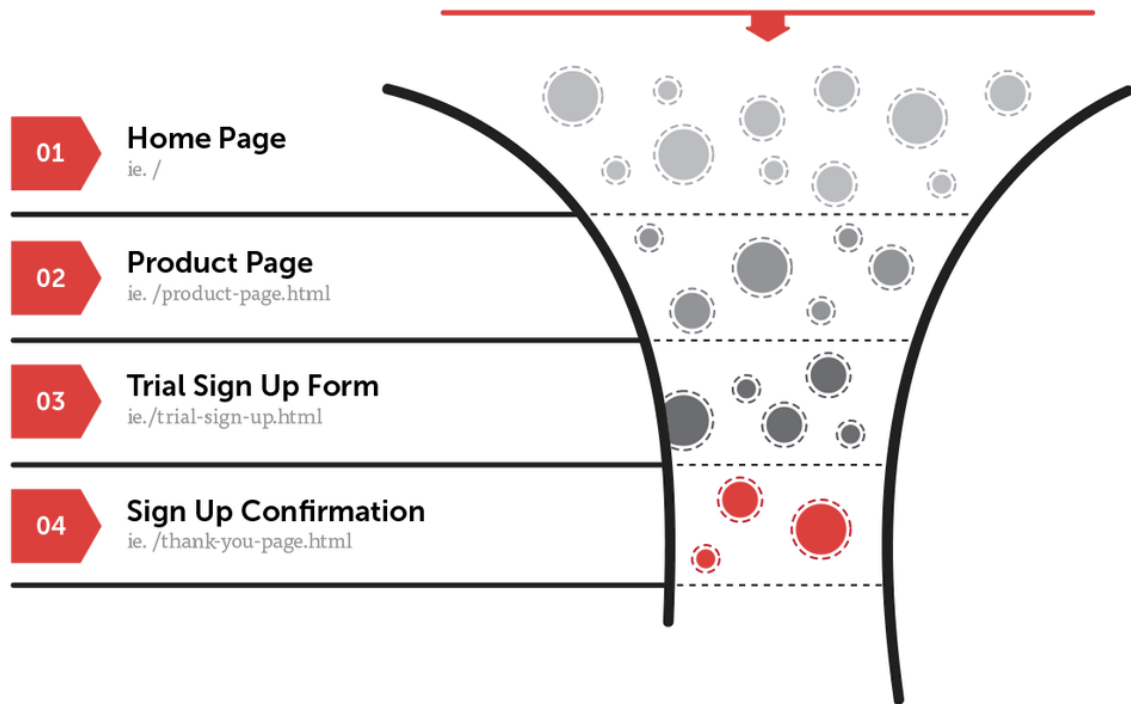 01
Home Page
ie. /
02
Product Page
ie. /product-page.html
03
Trial Sign Up Form
ie./trial-sign-up.html
04
Sign Up Confirmation
ie. /thank-you-page.html